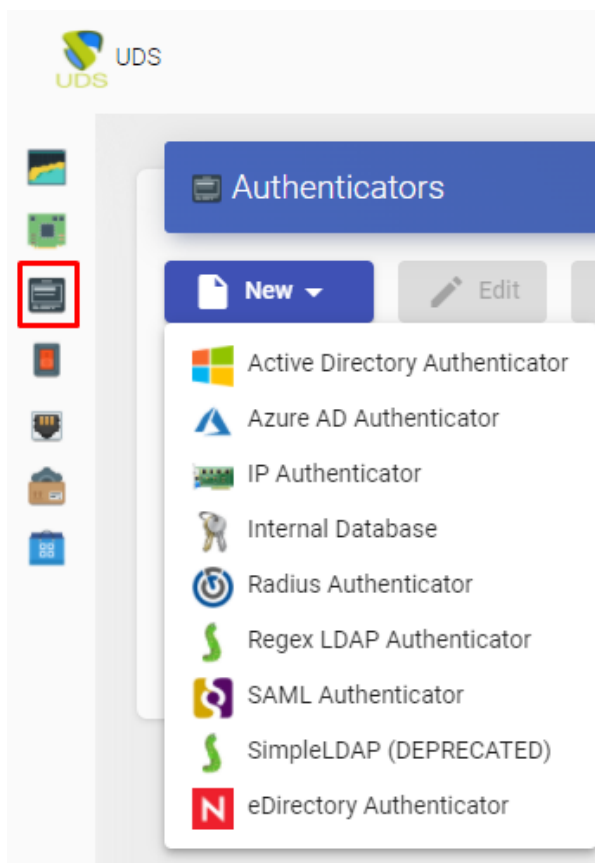 UDS
UDS
Authenticators
New
Edit
Active Directory Authenticator
Azure AD Authenticator
IP Authenticator
Internal Database
Radius Authenticator
Regex LDAP Authenticator
SAML Authenticator
SimpleLDAP (DEPRECATED)
N
eDirectory Authenticator